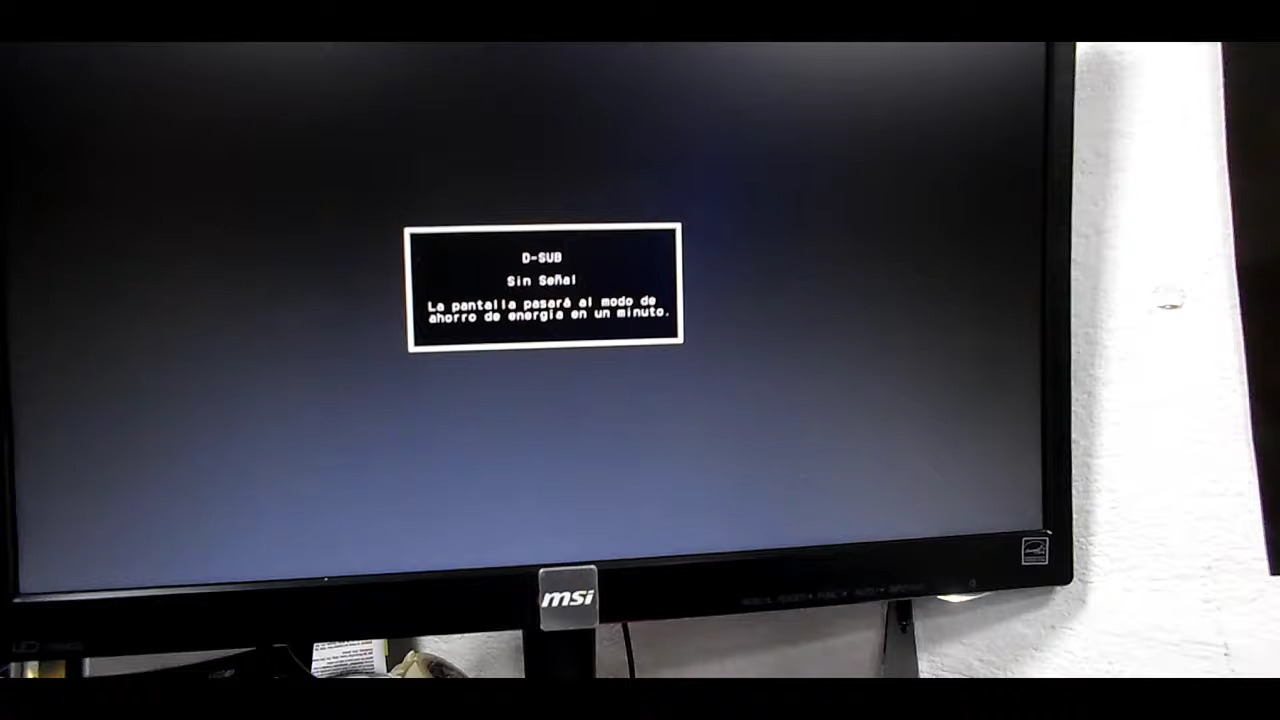 D-SUB
Sin Señal
La pantalla pasará al modo de
ahorro de energía en un minuto.
msi